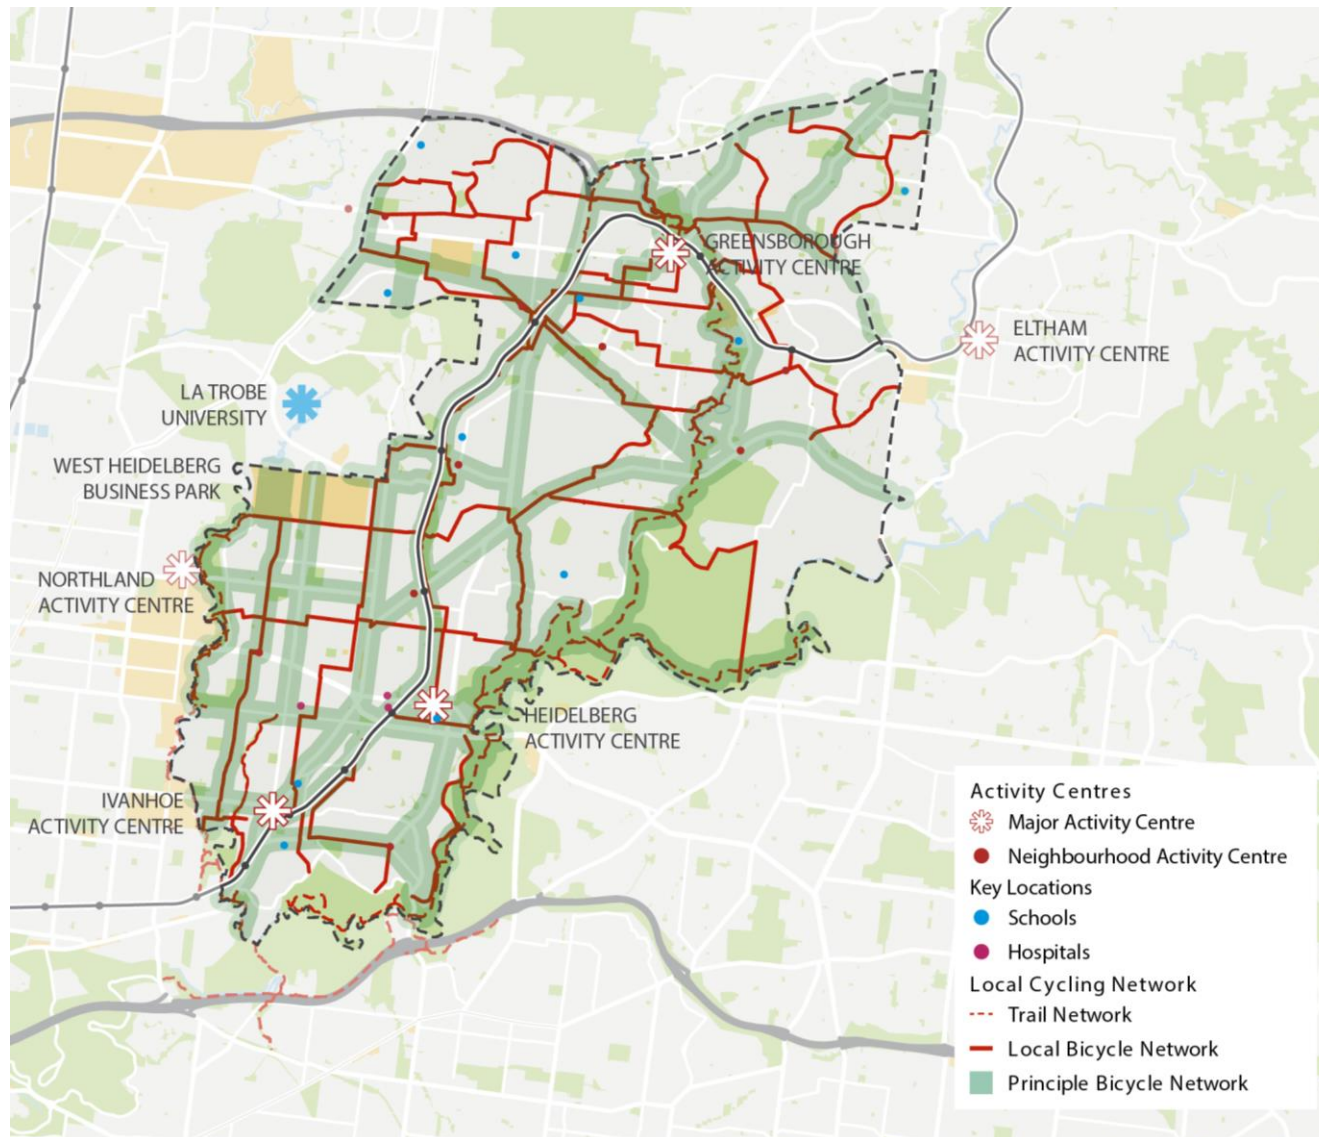 GREENSBOROUGH
ACTIVITY CENTRE
ELTHAM
ACTIVITY CENTRE
LA TROBE
UNIVERSITY
WEST HEIDELBERG
BUSINESS PARK
NORTHLAND
ACTIVITY CENTRE
HEIDELBERG
ACTIVITY CENTRE
IVANHOE
ACTIVITY CENTRE
Activity Centres
Major Activity Centre
Neighbourhood Activity Centre
Key Locations
Schools
Hospitals
Local Cycling Network
Trail Network
Local Bicycle Network
Principle Bicycle Network